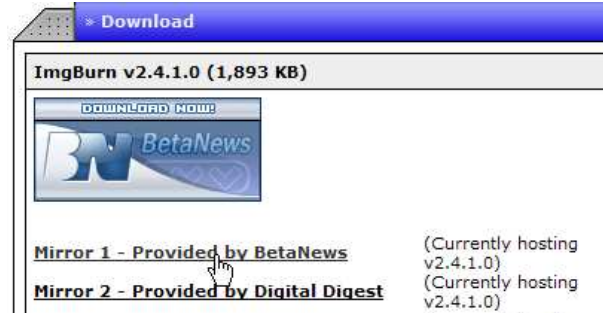 » Download
ImgBurn v2.4.1.0 (1,893 KB)
DOWNLOAD NOW!
BN BetaNews
Mirror 1 - Provided by BetaNews (Currently hosting
v2.4.1.0)
Mirror 2 - Provided by Digital Digest (Currently hosting
v2.4.1.0)